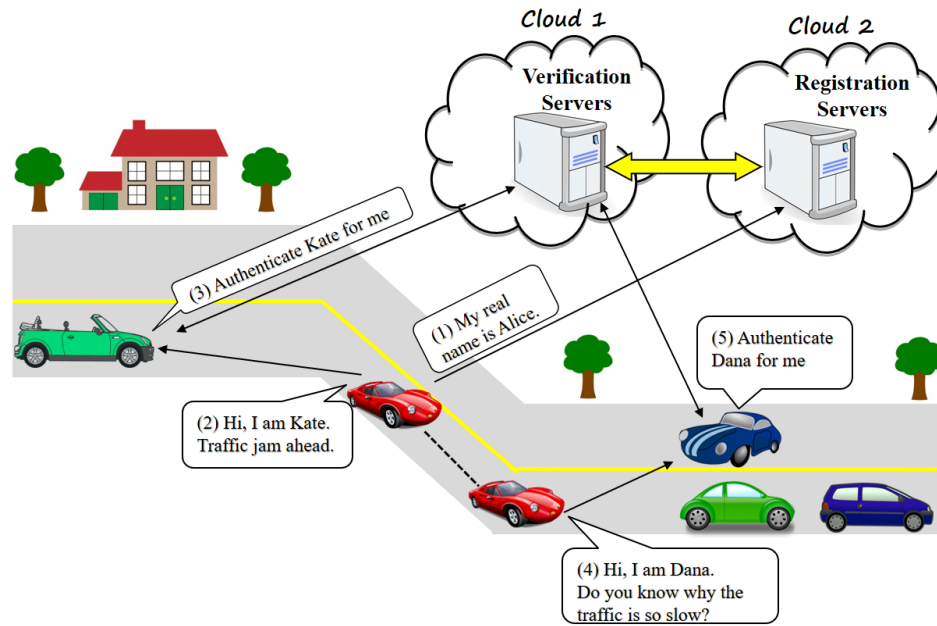 Cloud 1
Cloud 2
Verification
Servers
Registration
Servers
(3) Authenticate Kate for me
(1) My real
name is Alice.
(5) Authenticate
Dana for me
(2) Hi, I am Kate.
Traffic jam ahead.
(4) Hi, I am Dana.
Do you know why the
traffic is so slow?